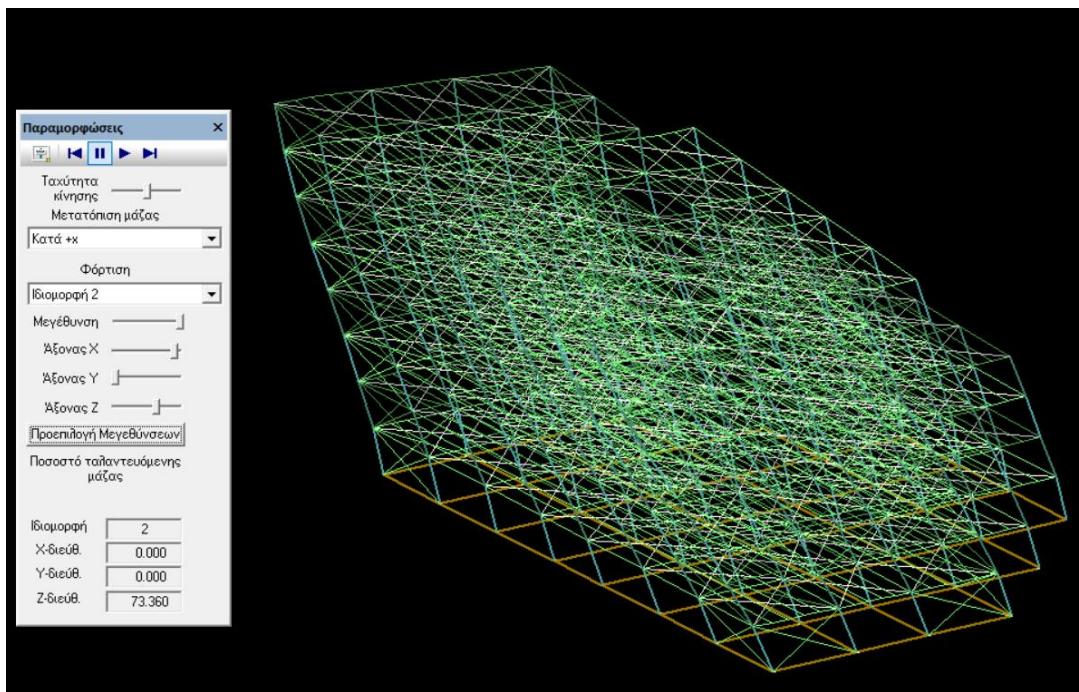 Παραμορφώσεις
Ταχύτητα
κίνησης
Μετατόπιση μάζας
Κατά +x
Φόρτιση
Ιδιομορφή 2
Μεγέθυνση
Άξονας X
Άξονας Y
Άξονας Z
Προεπιλογή Μεγεθύνσεων
Ποσοστό ταλαντευόμενης
μάζας
Ιδιομορφή 2
X-διεύθ. 0.000
Y-διεύθ. 0.000
Z-διεύθ. 73.360